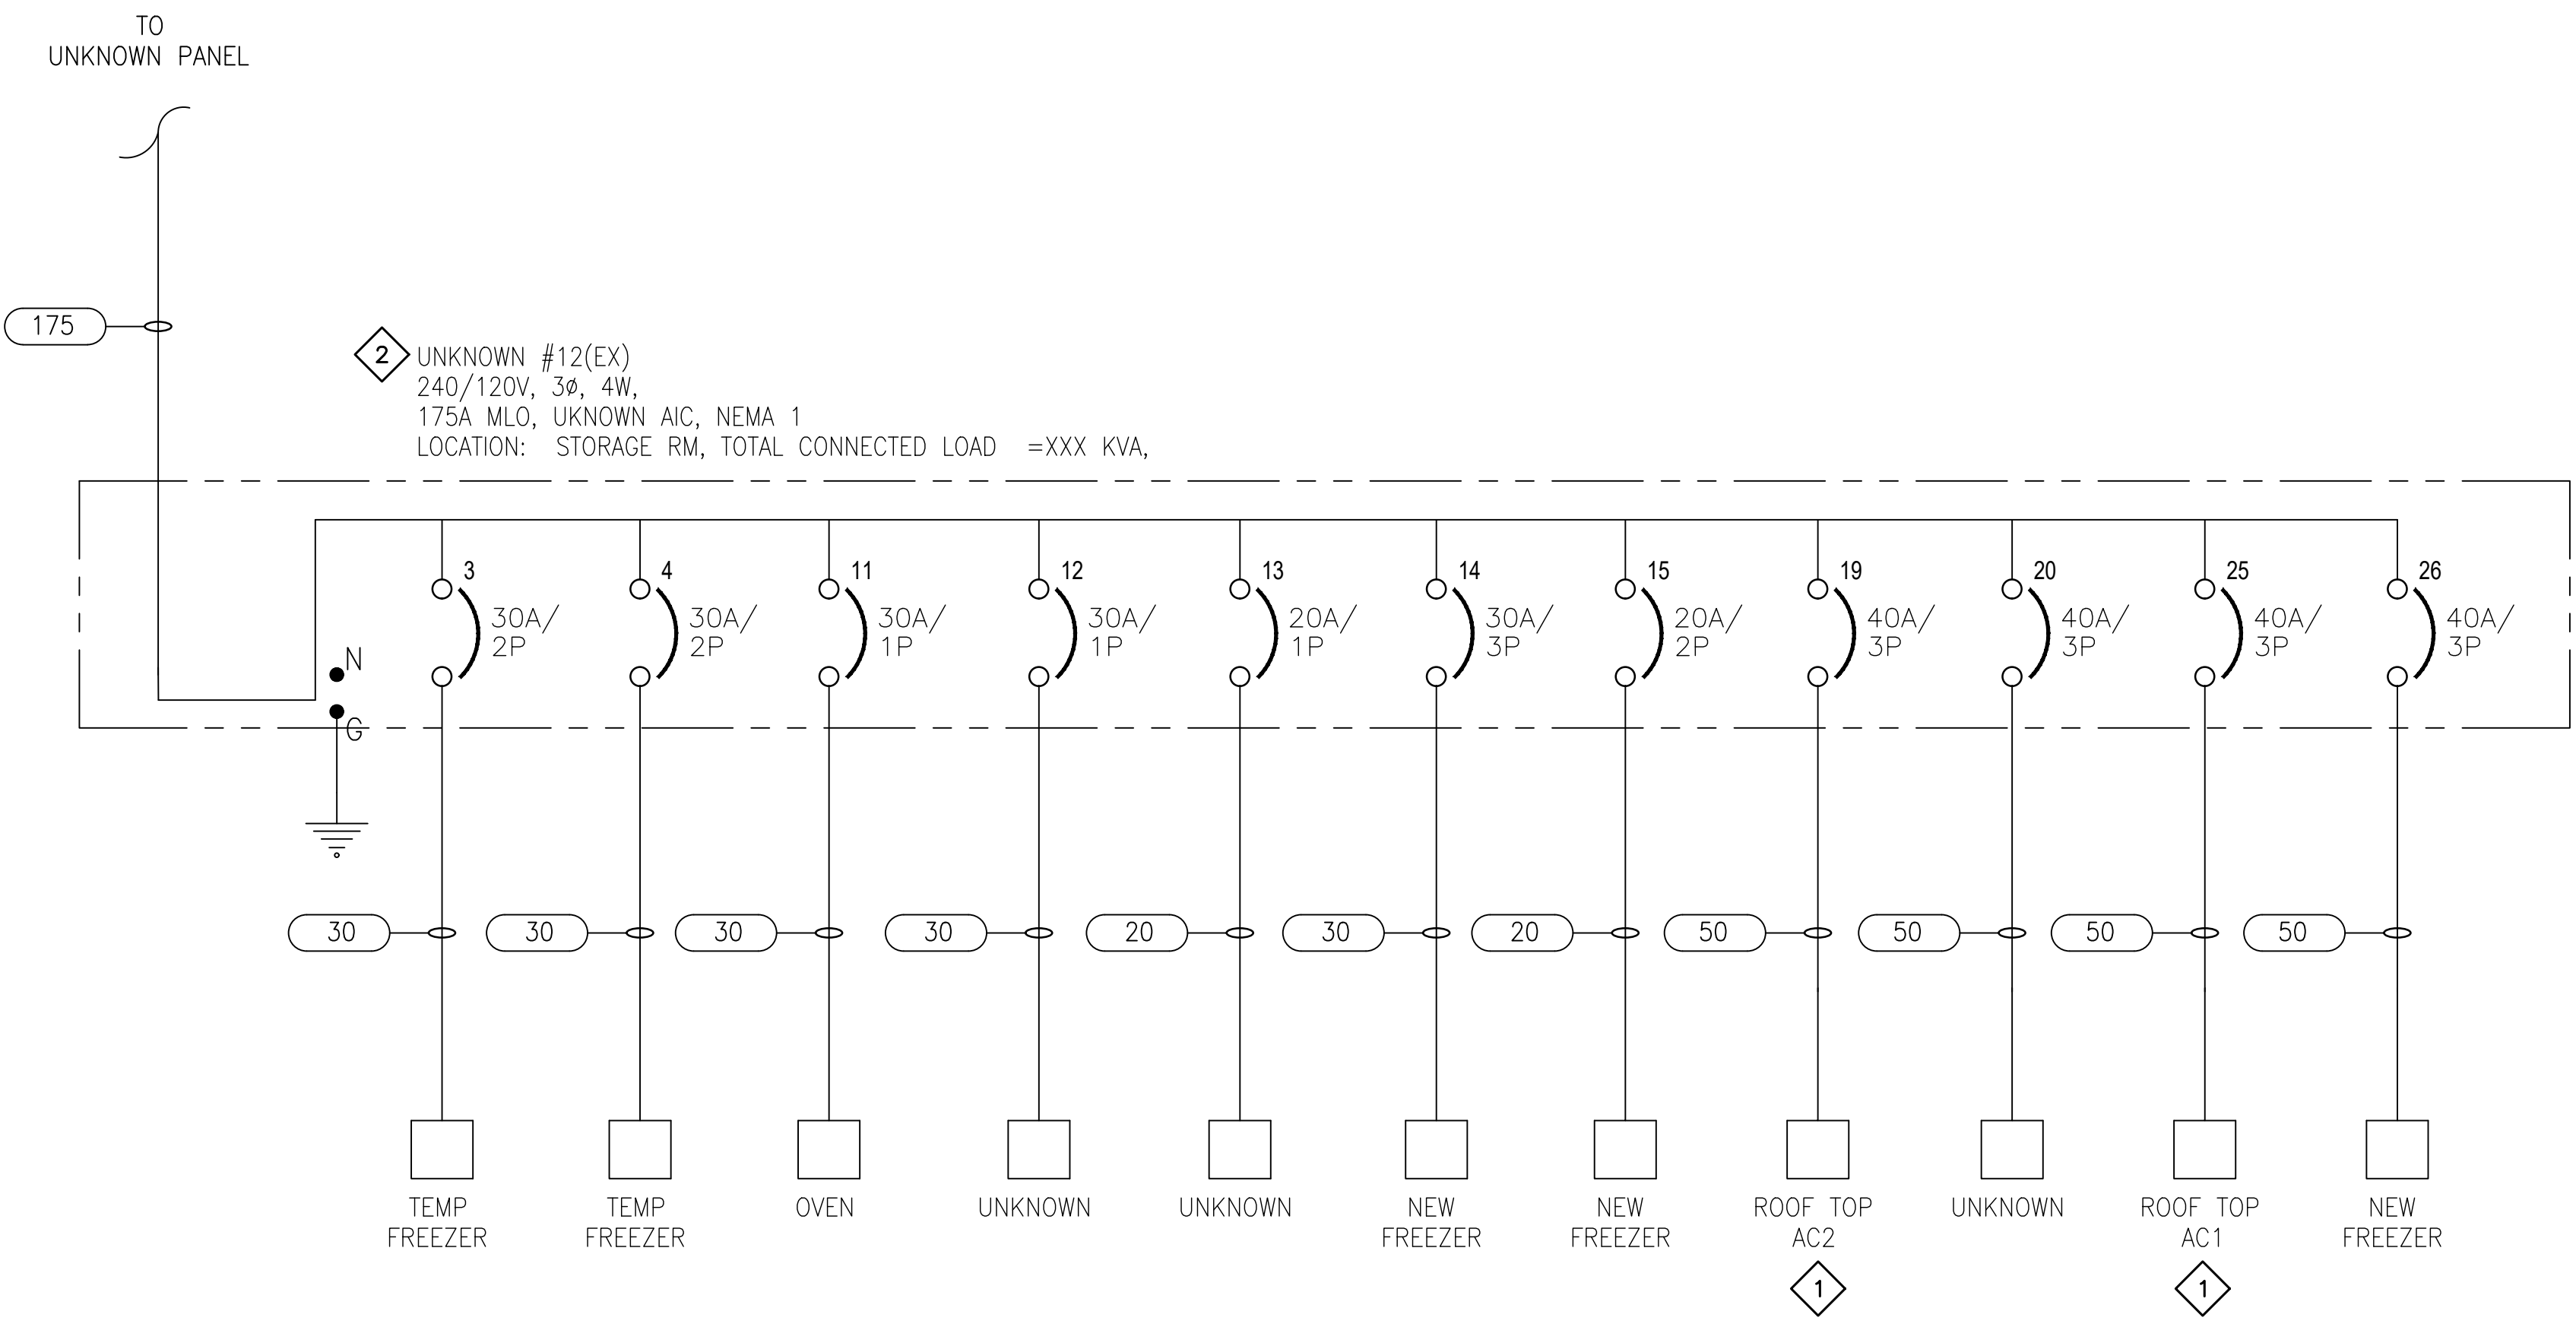 TO
UNKNOWN PANEL
175
2
UNKNOWN #12(EX)
240/120V, 3ø, 4W,
175A MLO, UKNOWN AIC, NEMA 1
LOCATION: STORAGE RM, TOTAL CONNECTED LOAD =XXX KVA,
N
G
3
30A/
2P
4
30A/
2P
11
30A/
1P
12
30A/
1P
13
20A/
1P
14
30A/
3P
15
20A/
2P
19
40A/
3P
20
40A/
3P
25
40A/
3P
26
40A/
3P
30
30
30
30
20
30
20
50
50
50
50
TEMP
FREEZER
TEMP
FREEZER
OVEN
UNKNOWN
UNKNOWN
NEW
FREEZER
NEW
FREEZER
ROOF TOP
AC2
1
UNKNOWN
ROOF TOP
AC1
1
NEW
FREEZER